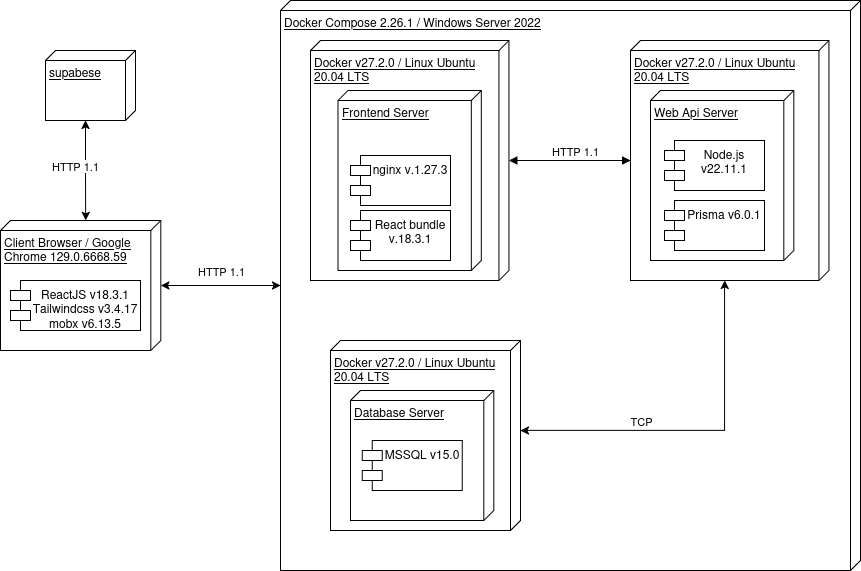 Docker Compose 2.26.1 / Windows Server 2022
supabese
HTTP 1.1
Client Browser / Google
Chrome 129.0.6668.59
ReactJS v18.3.1
Tailwindcss v3.4.17
mobx v6.13.5
HTTP 1.1
Docker v27.2.0 / Linux Ubuntu
20.04 LTS
Frontend Server
nginx v.1.27.3
React bundle
v.18.3.1
HTTP 1.1
Docker v27.2.0 / Linux Ubuntu
20.04 LTS
Web Api Server
Node.js
v22.11.1
Prisma v6.0.1
Docker v27.2.0 / Linux Ubuntu
20.04 LTS
Database Server
MSSQL v15.0
TCP